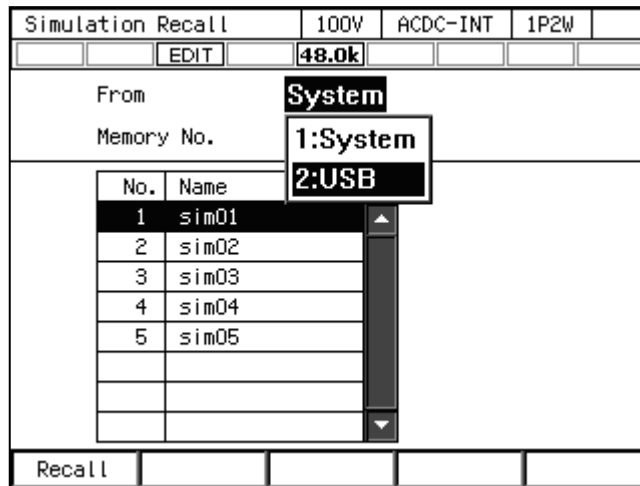 Simulation Recall 100V ACDC-INT 1P2W
EDIT 48.0k
From System
Memory No. 1:System
2:USB
No. Name
1 sim01
2 sim02
3 sim03
4 sim04
5 sim05
Recall